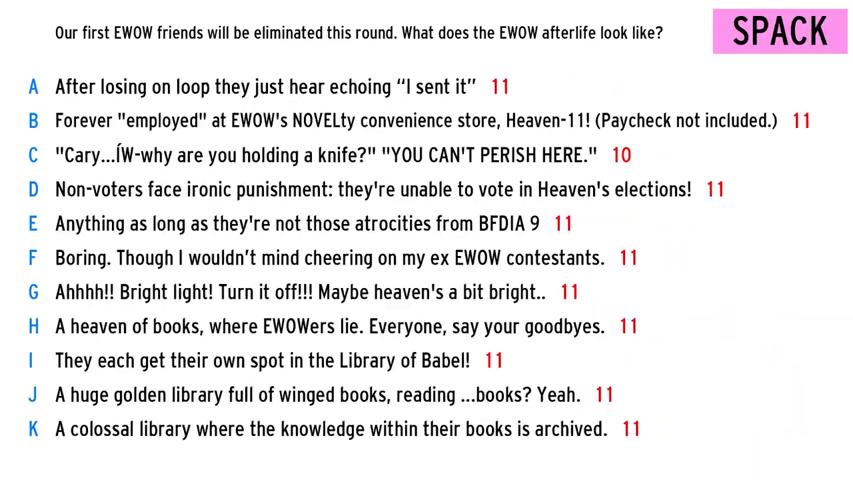 Our first EWOW friends will be eliminated this round. What does the EWOW afterlife look like?
SPACK
A After losing on loop they just hear echoing “I sent it” 11
B Forever "employed" at EWOW's NOVELty convenience store, Heaven-11! (Paycheck not included.) 11
C "Cary...ÍW-why are you holding a knife?" "YOU CAN'T PERISH HERE." 10
D Non-voters face ironic punishment: they're unable to vote in Heaven's elections! 11
E Anything as long as they're not those atrocities from BFDIA 9 11
F Boring. Though I wouldn’t mind cheering on my ex EWOW contestants. 11
G Ahhhh!! Bright light! Turn it off!!! Maybe heaven's a bit bright.. 11
H A heaven of books, where EWOWers lie. Everyone, say your goodbyes. 11
I They each get their own spot in the Library of Babel! 11
J A huge golden library full of winged books, reading ...books? Yeah. 11
K A colossal library where the knowledge within their books is archived. 11